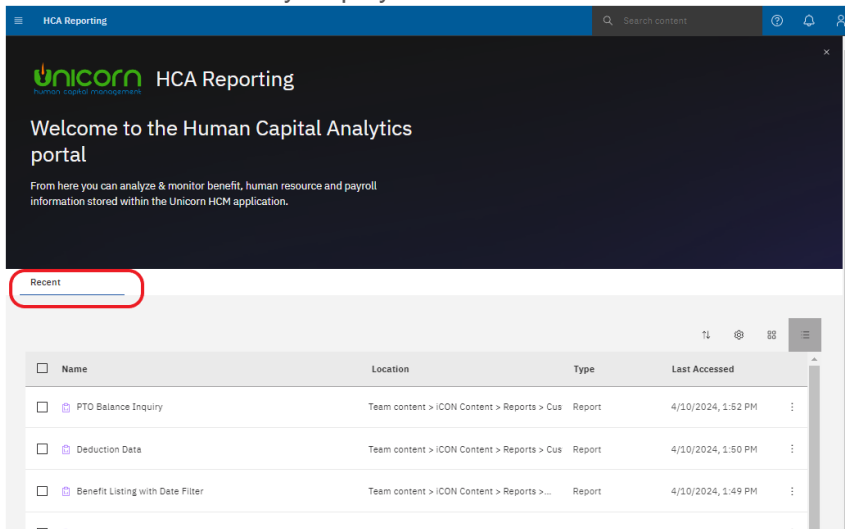 HCA Reporting
Search content
unicorn
human capital management
HCA Reporting
Welcome to the Human Capital Analytics
portal
From here you can analyze & monitor benefit, human resource and payroll
information stored within the Unicorn HCM application.
Recent
Name Location Type Last Accessed
PTO Balance Inquiry Team content > iCON Content > Reports > Cus Report 4/10/2024, 1:52 PM
Deduction Data Team content > iCON Content > Reports > Cus Report 4/10/2024, 1:50 PM
Benefit Listing with Date Filter Team content > iCON Content > Reports >... Report 4/10/2024, 1:49 PM